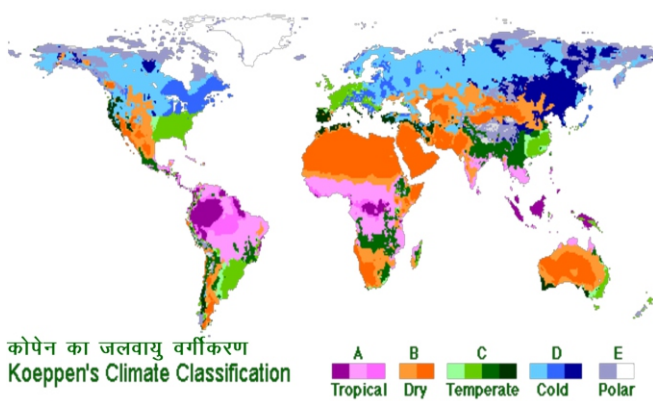 कोपेन का जलवायु वर्गीकरण
Koeppen's Climate Classification
A B C D E
Tropical Dry Temperate Cold Polar